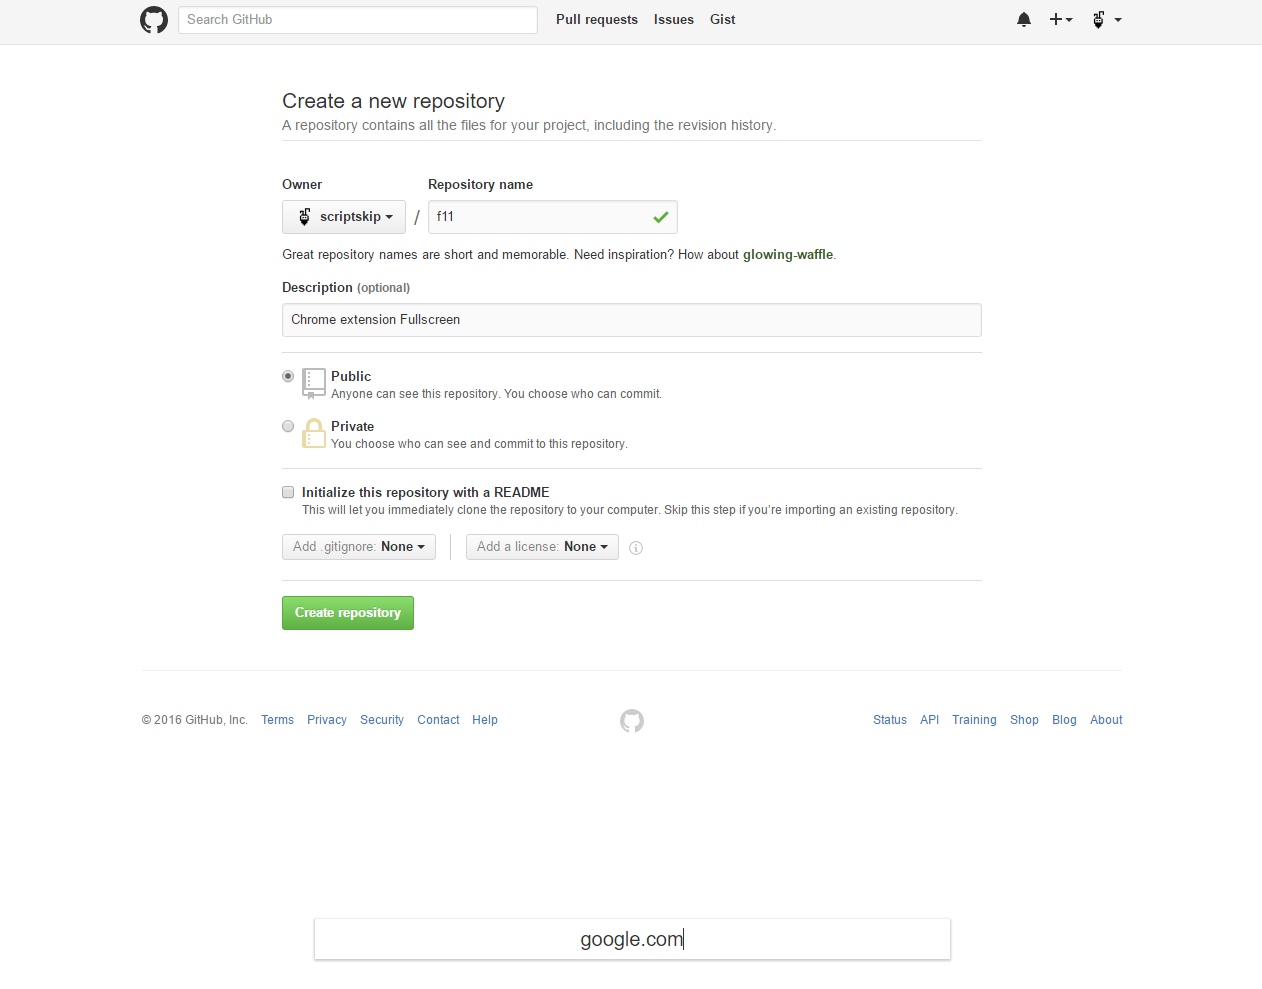 Search GitHub Pull requests Issues Gist
Create a new repository
A repository contains all the files for your project, including the revision history.
Owner Repository name
scriptskip / f11
Great repository names are short and memorable. Need inspiration? How about glowing-waffle.
Description (optional)
Chrome extension Fullscreen
Public
Anyone can see this repository. You choose who can commit.
Private
You choose who can see and commit to this repository.
Initialize this repository with a README
This will let you immediately clone the repository to your computer. Skip this step if you’re importing an existing repository.
Add .gitignore: None Add a license: None
Create repository
© 2016 GitHub, Inc. Terms Privacy Security Contact Help Status API Training Shop Blog About
google.com